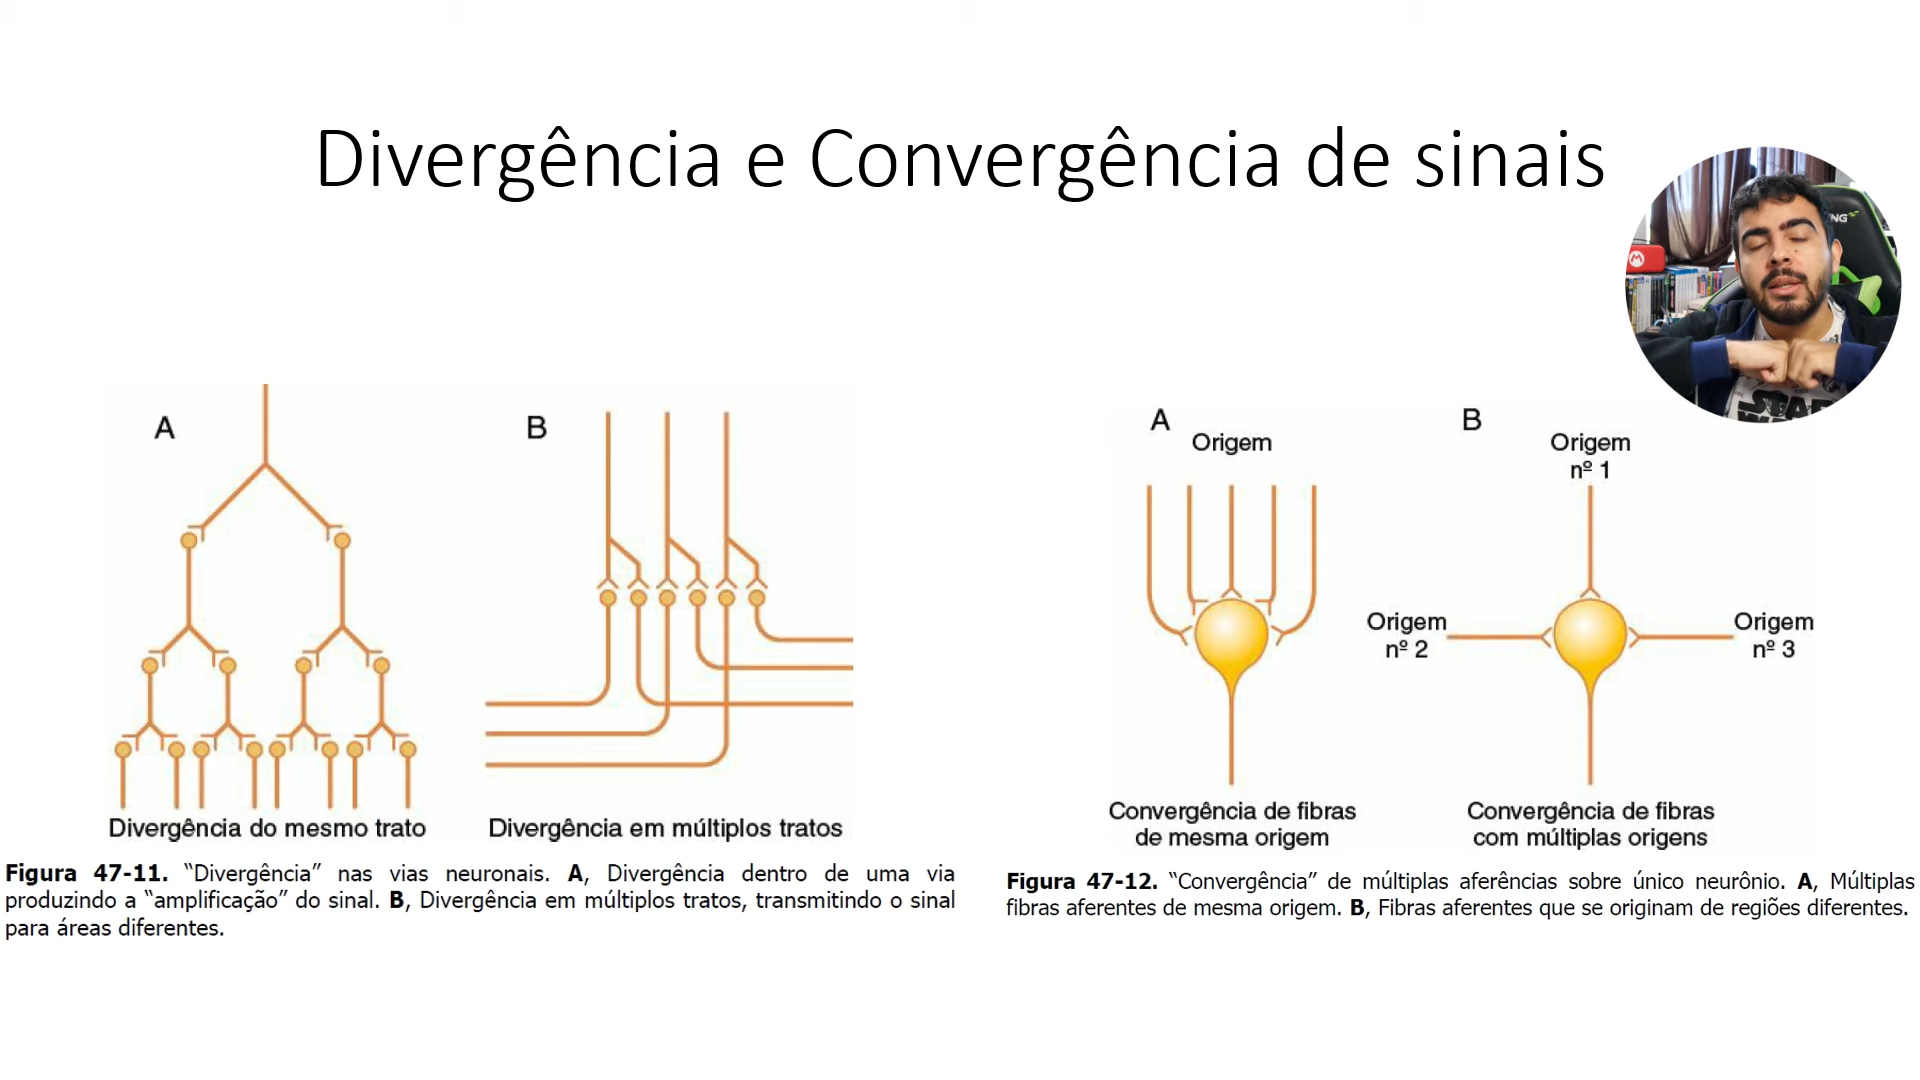 Divergência e Convergência de sinais
NG
M
STAR
A
B
Divergência do mesmo trato
Divergência em múltiplos tratos
Figura 47-11. “Divergência” nas vias neuronais. A, Divergência dentro de uma via
produzindo a “amplificação” do sinal. B, Divergência em múltiplos tratos, transmitindo o sinal
para áreas diferentes.
A
Origem
B
Origem
nº 1
Origem
nº 2
Origem
nº 3
Convergência de fibras
de mesma origem
Convergência de fibras
com múltiplas origens
Figura 47-12. “Convergência” de múltiplas aferências sobre único neurônio. A, Múltiplas
fibras aferentes de mesma origem. B, Fibras aferentes que se originam de regiões diferentes.